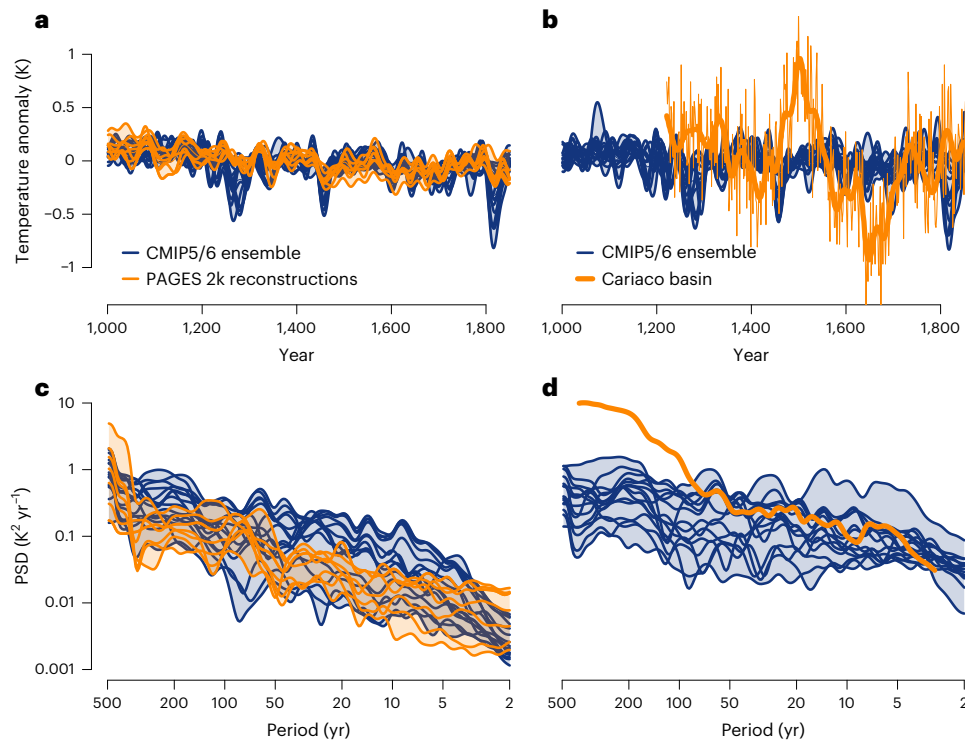 a
b
Temperature anomaly (K)
1
0.5
0
−0.5
−1
CMIP5/6 ensemble
PAGES 2k reconstructions
CMIP5/6 ensemble
Cariaco basin
1,000 1,200 1,400 1,600 1,800
1,000 1,200 1,400 1,600 1,800
Year
Year
c
d
PSD (K² yr⁻¹)
10
1
0.1
0.01
0.001
500 200 100 50 20 10 5 2
500 200 100 50 20 10 5 2
Period (yr)
Period (yr)